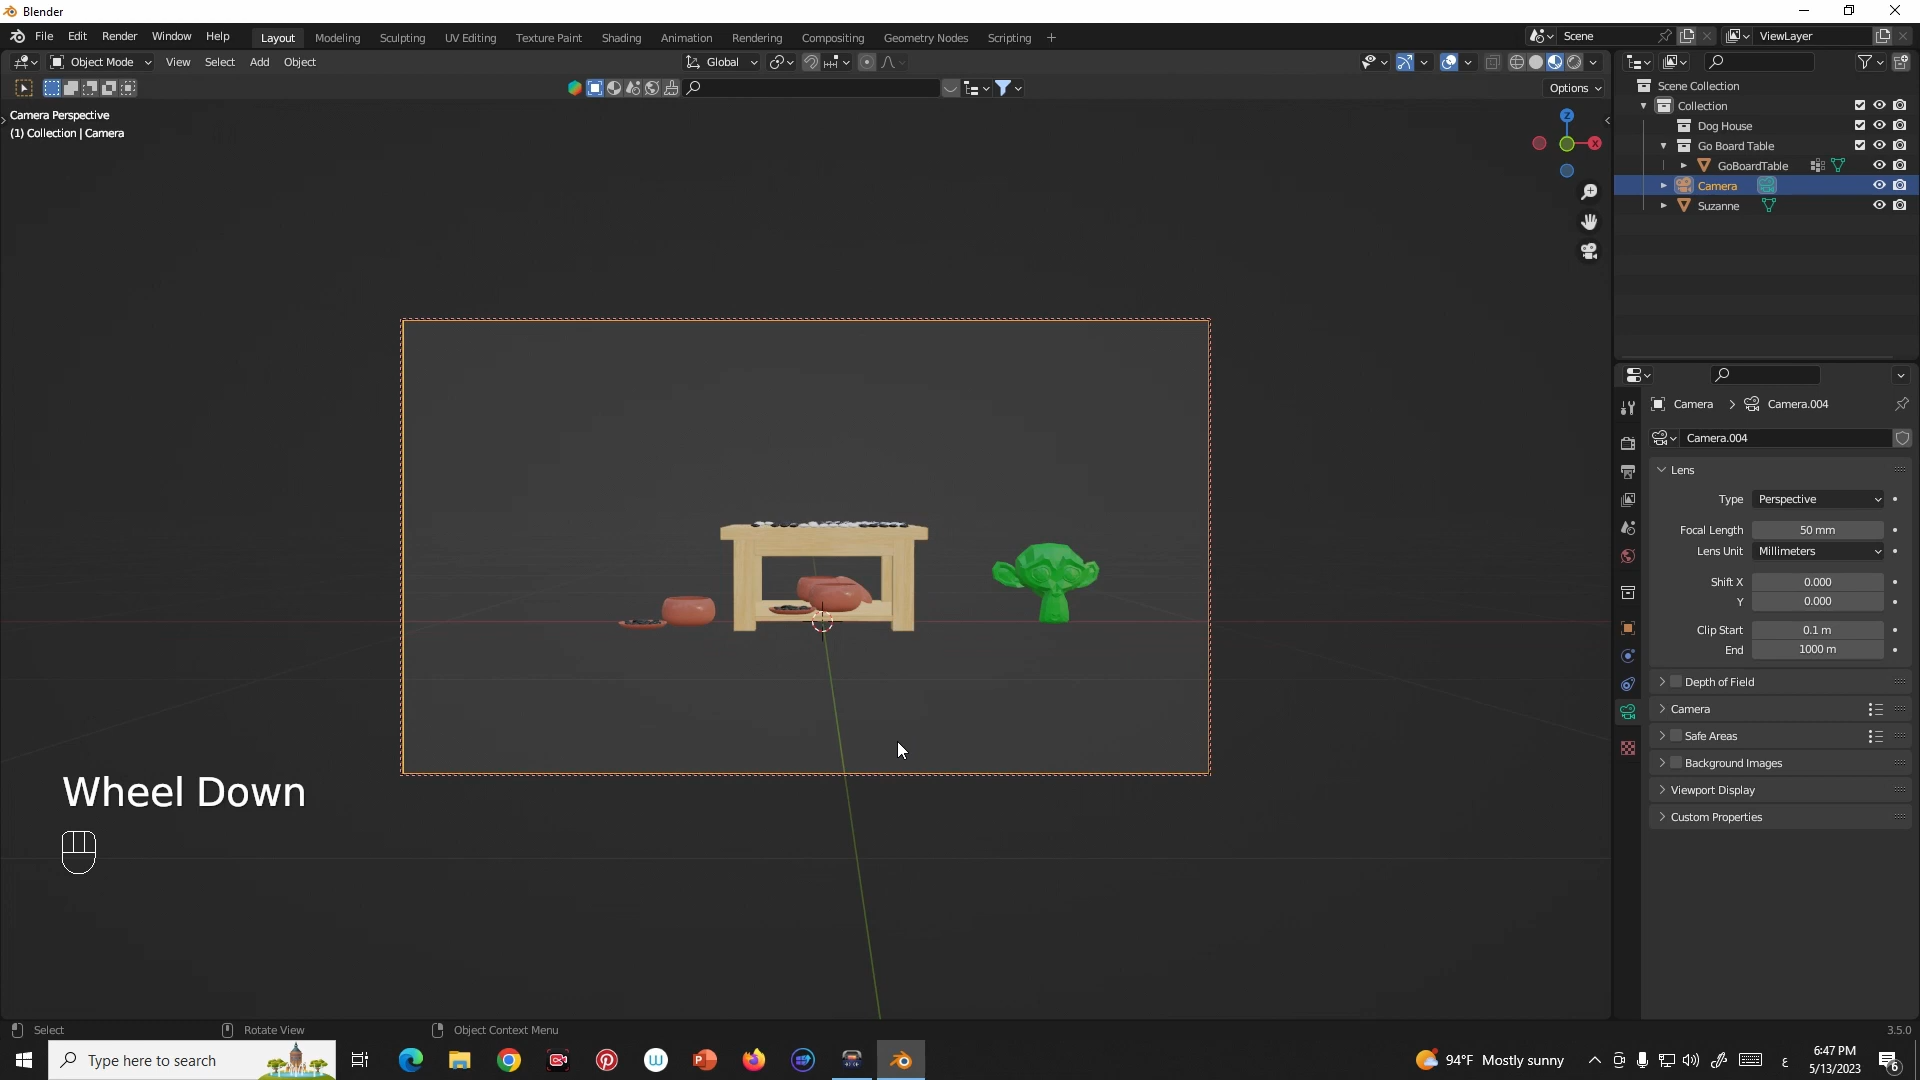 Blender
File Edit Render Window Help Layout Modeling Sculpting UV Editing Texture Paint Shading Animation Rendering Compositing Geometry Nodes Scripting + Scene ViewLayer
Object Mode View Select Add Object Global
Options
Camera Perspective
(1) Collection | Camera
Z
X
Wheel Down
Scene Collection
Collection
Dog House
Go Board Table
GoBoardTable
Camera
Suzanne
Camera > Camera.004
Camera.004
Lens
Type Perspective
Focal Length 50 mm
Lens Unit Millimeters
Shift X 0.000
Y 0.000
Clip Start 0.1 m
End 1000 m
Depth of Field
Camera
Safe Areas
Background Images
Viewport Display
Custom Properties
Select Rotate View Object Context Menu 3.5.0
Type here to search
94°F Mostly sunny
ع
6:47 PM
5/13/2023
6